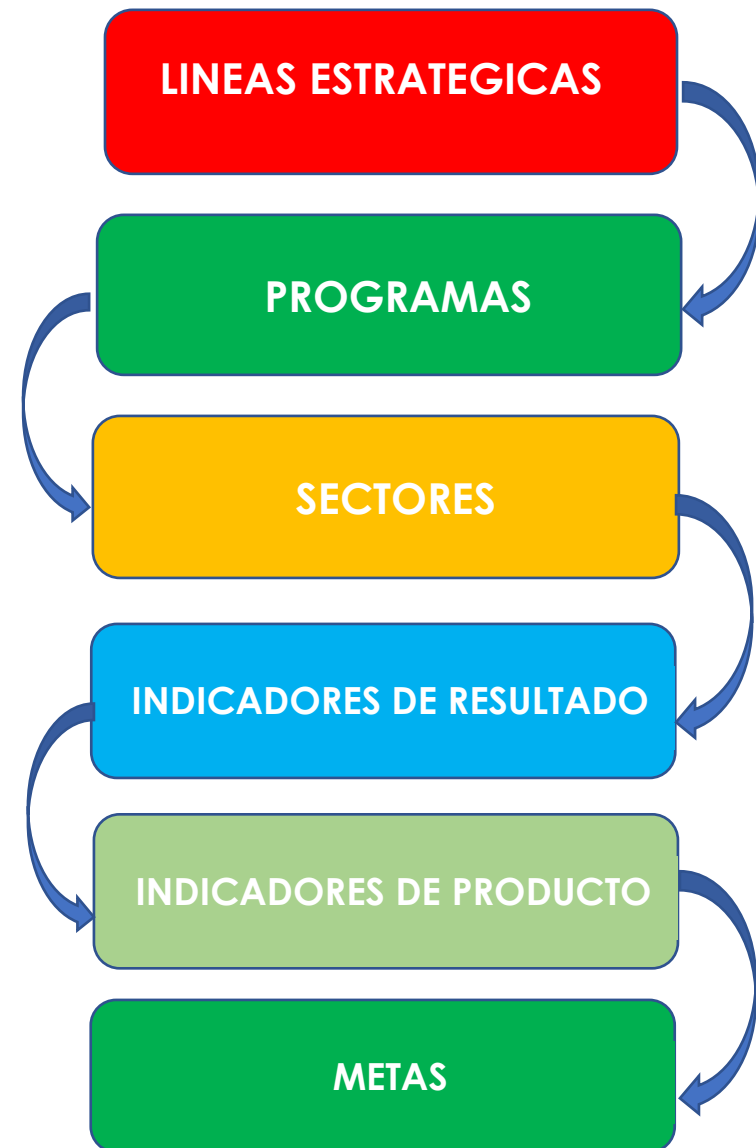 LINEAS ESTRATEGICAS
PROGRAMAS
SECTORES
INDICADORES DE RESULTADO
INDICADORES DE PRODUCTO
METAS